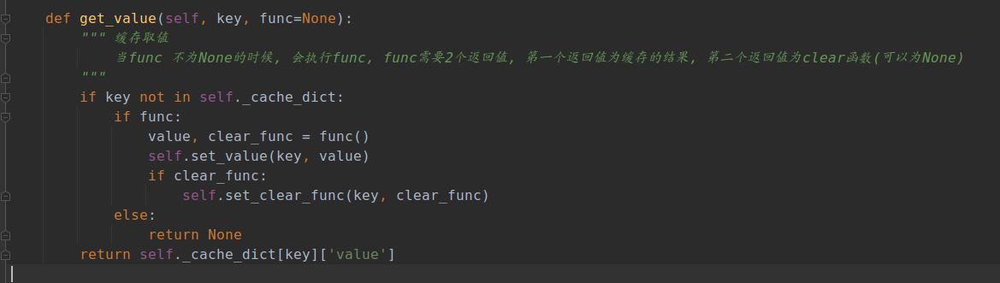 def get_value(self, key, func=None):
""" 缓存取值
当func 不为None的时候, 会执行func, func需要2个返回值, 第一个返回值为缓存的结果, 第二个返回值为clear函数(可以为None)
"""
if key not in self._cache_dict:
if func:
value, clear_func = func()
self.set_value(key, value)
if clear_func:
self.set_clear_func(key, clear_func)
else:
return None
return self._cache_dict[key]['value']